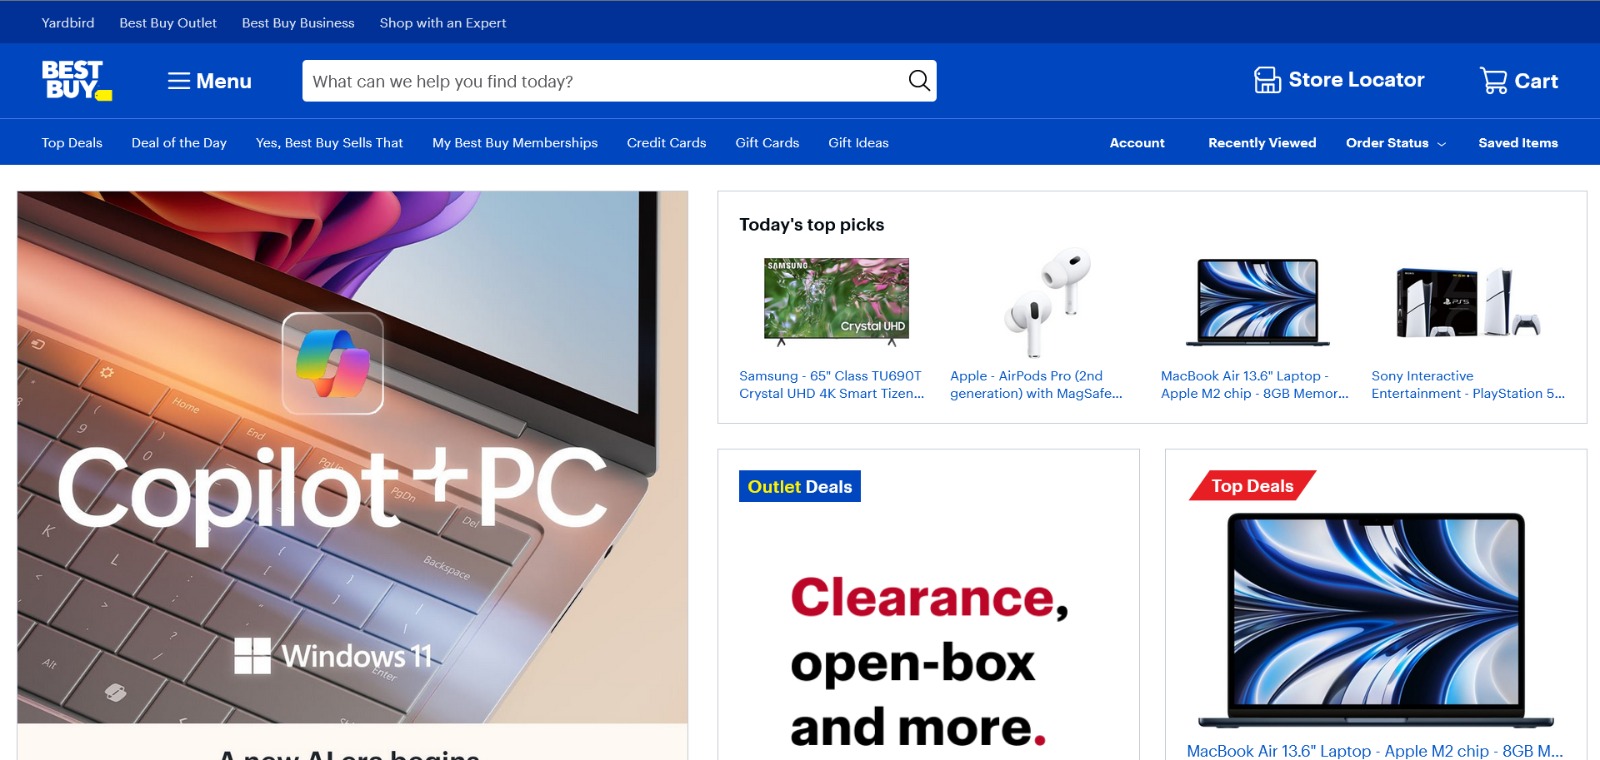 Yardbird Best Buy Outlet Best Buy Business Shop with an Expert
BEST
BUY
Menu
What can we help you find today?
Store Locator
Cart
Top Deals Deal of the Day Yes, Best Buy Sells That My Best Buy Memberships Credit Cards Gift Cards Gift Ideas
Account Recently Viewed Order Status Saved Items
Home
End
PgUp
PgDn
Del
K
L
Backspace
Enter
Alt
Copilot+PC
Windows 11
A new AI era begins
Today's top picks
SAMSUNG
Crystal UHD
Samsung - 65" Class TU690T
Crystal UHD 4K Smart Tizen...
Apple - AirPods Pro (2nd
generation) with MagSafe...
MacBook Air 13.6" Laptop -
Apple M2 chip - 8GB Memor...
PS5
Sony Interactive
Entertainment - PlayStation 5...
Outlet Deals
Clearance,
open-box
and more.
Top Deals
MacBook Air 13.6" Laptop - Apple M2 chip - 8GB M...